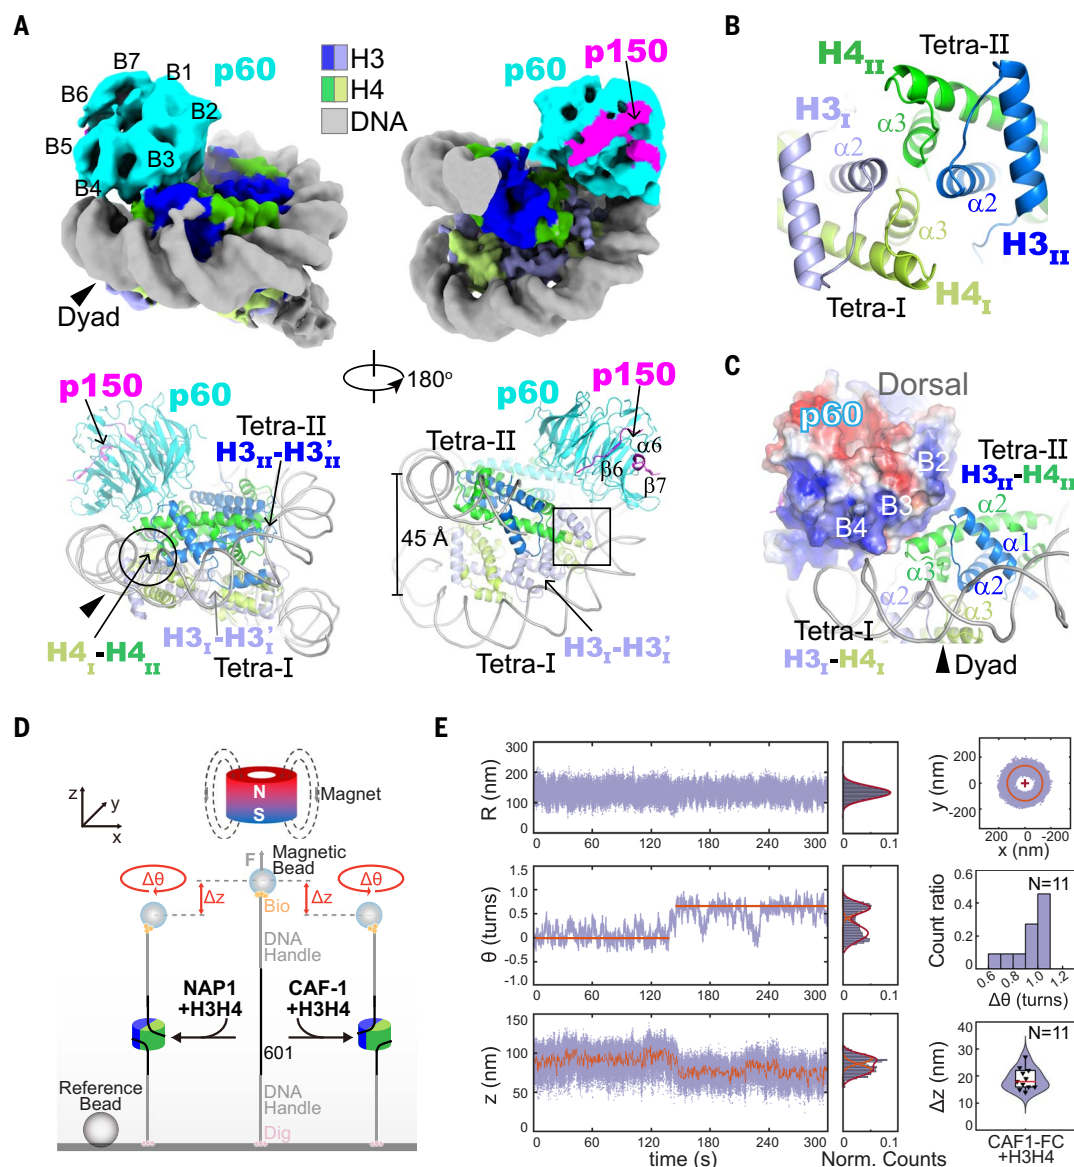 A
B7
B1
p60
B6
B2
B5
B3
B4
Dyad
H3
H4
DNA
p60
p150
180°
p150
p60
Tetra-II
H3II-H3'II
H4I-H4II
H3I-H3'I
Tetra-I
p60
p150
Tetra-II
α6
β6
β7
45 Å
Tetra-I
H3I-H3'I
B
Tetra-II
H4II
H3I
α3
α2
α2
α3
H3II
H4I
Tetra-I
C
Dorsal
p60
Tetra-II
H3II-H4II
B2
B3
B4
α2
α1
α3
α2
α2
α3
Tetra-I
H3I-H4I
Dyad
D
z
y
x
N
S
Magnet
F
Magnetic
Bead
Δθ
Δz
Bio
Δz
Δθ
DNA
Handle
NAP1
+H3H4
CAF-1
+H3H4
601
Reference
Bead
DNA
Handle
Dig
E
R (nm)
300
200
100
0
0 60 120 180 240 300
0 0.1
y (nm)
200
0
-200
200 0 -200
x (nm)
θ (turns)
1.0
0.5
0
-0.5
-1.0
0 60 120 180 240 300
0 0.1
Count ratio
0.6
0.4
0.2
0
N=11
0.6 0.8 1.0 1.2
Δθ (turns)
z (nm)
150
100
50
0
0 60 120 180 240 300
time (s)
0 0.1
Norm. Counts
Δz (nm)
40
30
20
10
0
N=11
CAF1-FC
+H3H4